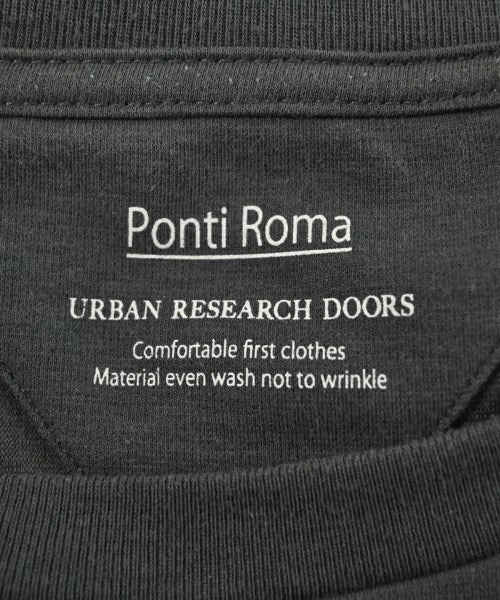 Ponti Roma
URBAN RESEARCH DOORS
Comfortable first clothes
Material even wash not to wrinkle